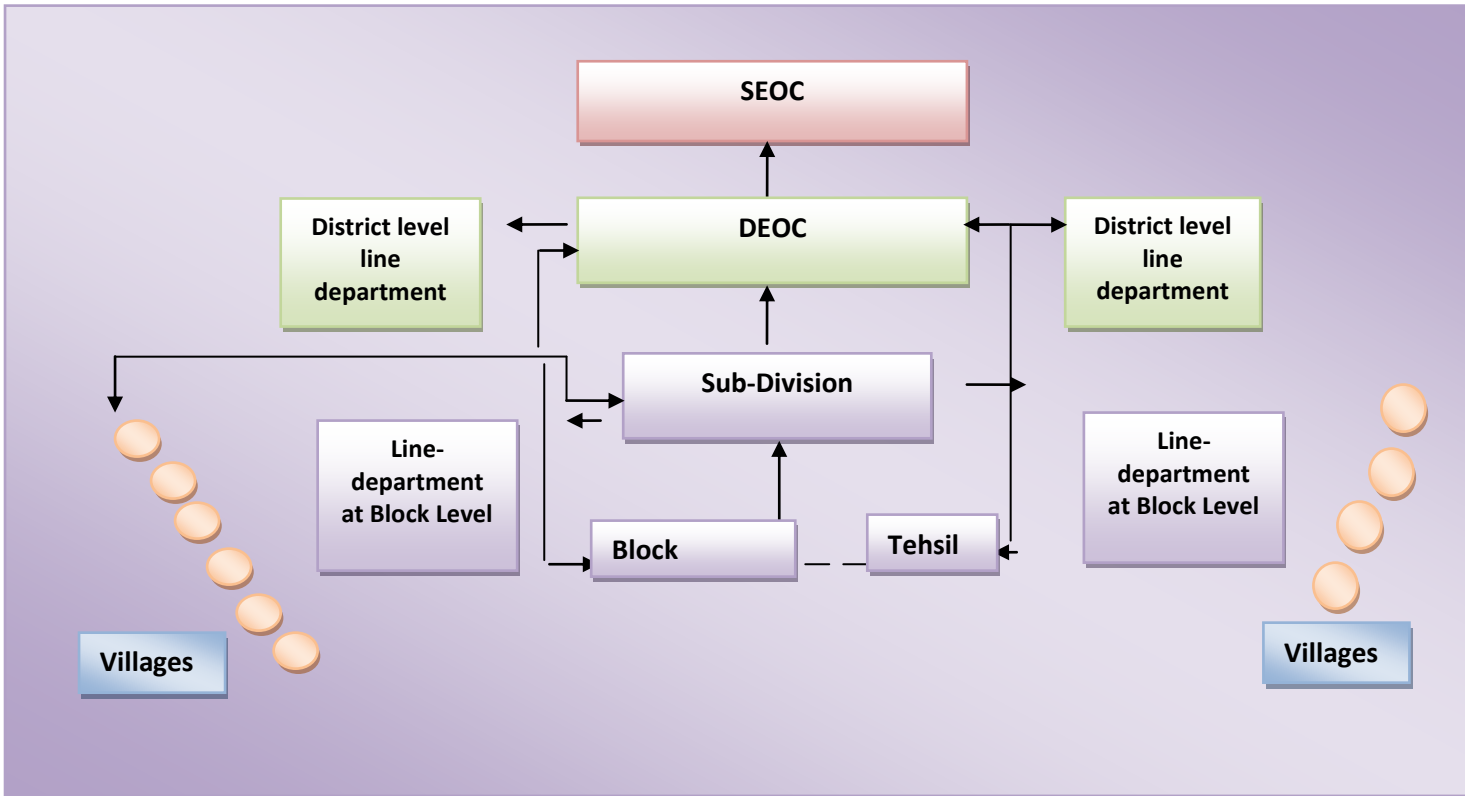 SEOC
District level
line
department
DEOC
District level
line
department
Sub-Division
Line-
department
at Block Level
Line-
department
at Block Level
Block
Tehsil
Villages
Villages